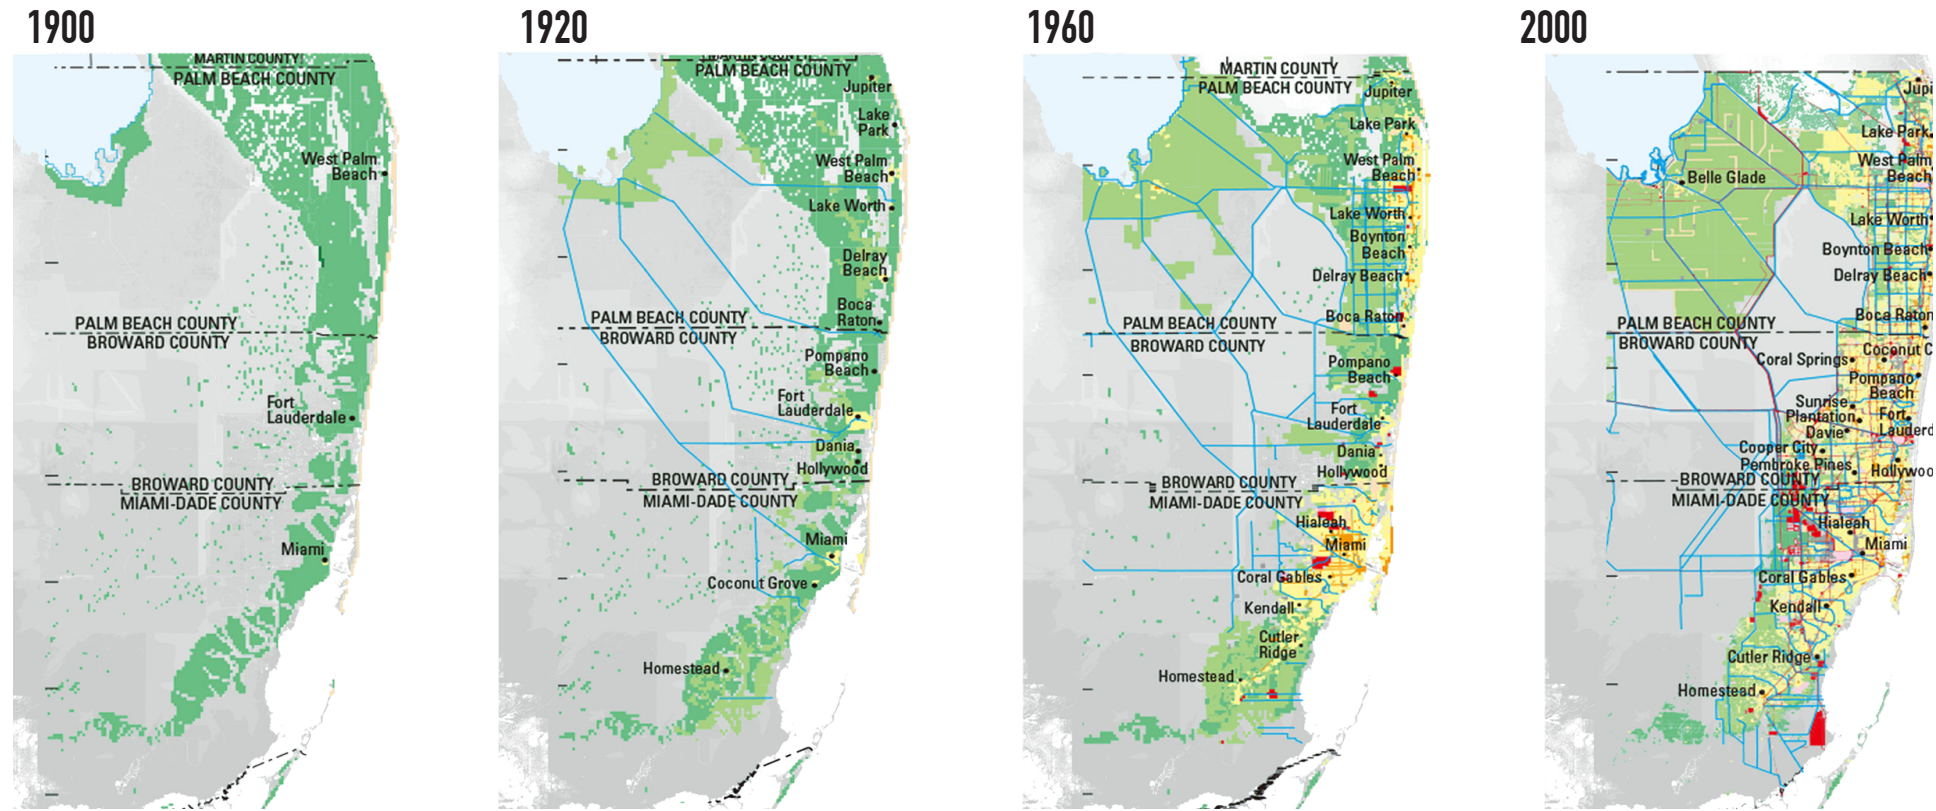 1900
MARTIN COUNTY
PALM BEACH COUNTY
West Palm
Beach
PALM BEACH COUNTY
BROWARD COUNTY
Fort
Lauderdale
BROWARD COUNTY
MIAMI-DADE COUNTY
Miami
1920
MARTIN COUNTY
PALM BEACH COUNTY
Jupiter
Lake
Park
West Palm
Beach
Lake Worth
Delray
Beach
Boca
Raton
PALM BEACH COUNTY
BROWARD COUNTY
Pompano
Beach
Fort
Lauderdale
Dania
Hollywood
BROWARD COUNTY
MIAMI-DADE COUNTY
Miami
Coconut Grove
Homestead
1960
MARTIN COUNTY
PALM BEACH COUNTY
Jupiter
Lake Park
West Palm
Beach
Lake Worth
Boynton
Beach
Delray Beach
Boca Raton
PALM BEACH COUNTY
BROWARD COUNTY
Pompano
Beach
Fort
Lauderdale
Dania
Hollywood
BROWARD COUNTY
MIAMI-DADE COUNTY
Hialeah
Miami
Coral Gables
Kendall
Cutler
Ridge
Homestead
2000
Jupi
Lake Park
Belle Glade
West Palm
Beach
Lake Worth
Boynton Beach
Delray Beach
Boca Raton
PALM BEACH COUNTY
BROWARD COUNTY
Coconut C
Coral Springs
Pompano
Beach
Sunrise
Plantation
Fort
Lauderd
Davie
Cooper City
Pembroke Pines
Hollywoo
BROWARD COUNTY
MIAMI-DADE COUNTY
Hialeah
Miami
Coral Gables
Kendall
Cutler Ridge
Homestead